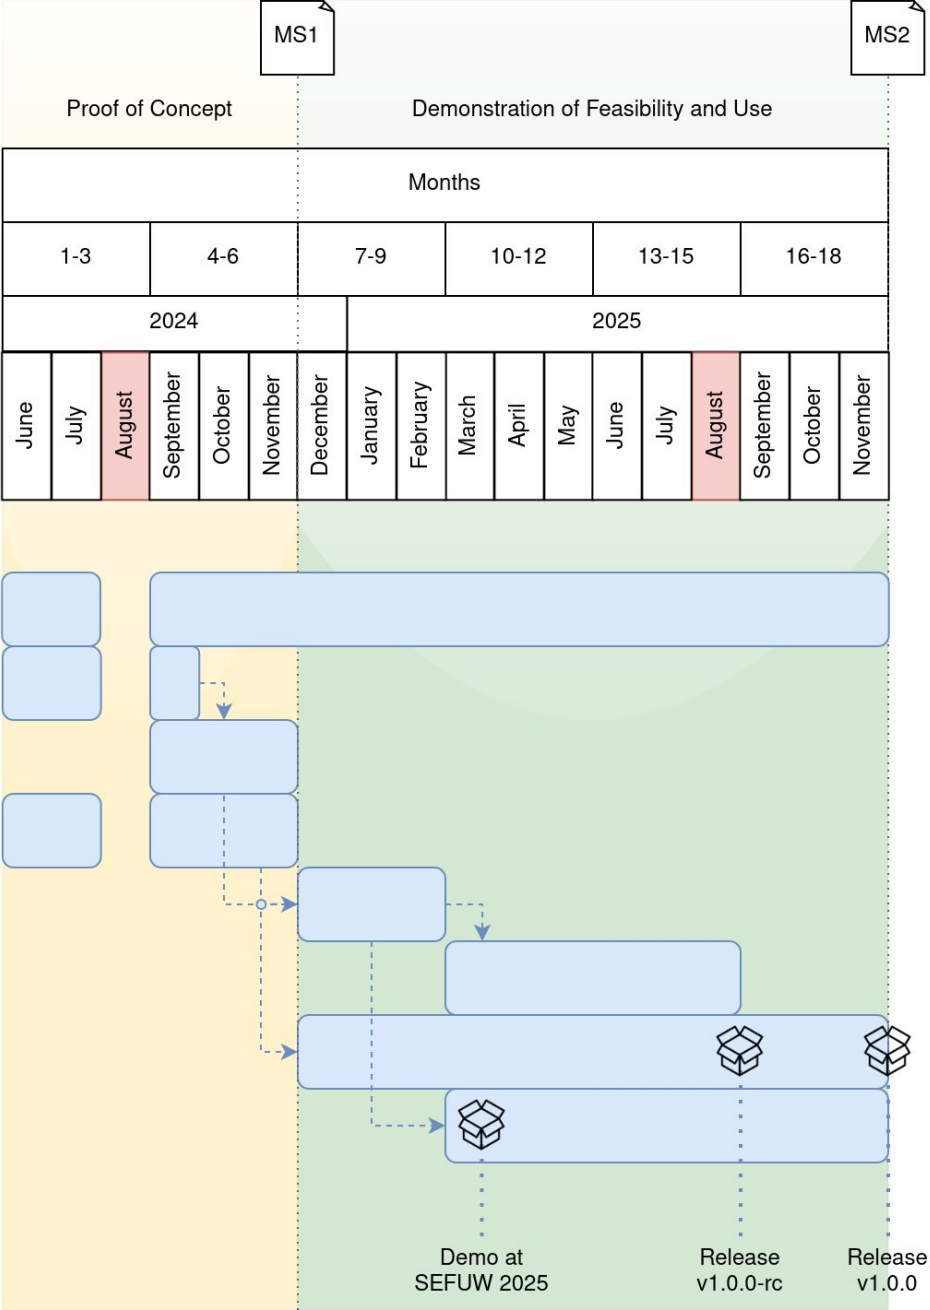 MS1
MS2
Proof of Concept
Demonstration of Feasibility and Use
Months
1-3
4-6
7-9
10-12
13-15
16-18
2024
2025
June
July
August
September
October
November
December
January
February
March
April
May
June
July
August
September
October
November
Demo at
SEFUW 2025
Release
v1.0.0-rc
Release
v1.0.0